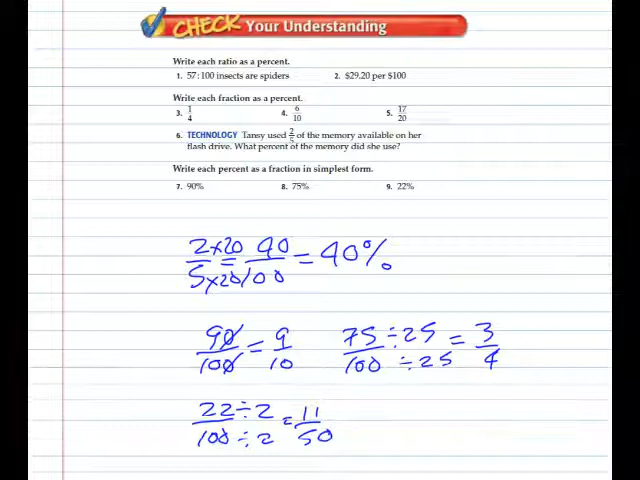 CHECK Your Understanding
Write each ratio as a percent.
1. 57:100 insects are spiders 2. $29.20 per $100
Write each fraction as a percent.
3. 1/4 4. 6/10 5. 17/20
6. TECHNOLOGY Tansy used 2/5 of the memory available on her
flash drive. What percent of the memory did she use?
Write each percent as a fraction in simplest form.
7. 90% 8. 75% 9. 22%
2×20/5×20 = 40/100 = 40%
90/100 = 9/10 75÷25/100÷25 = 3/4
22÷2/100÷2 = 11/50